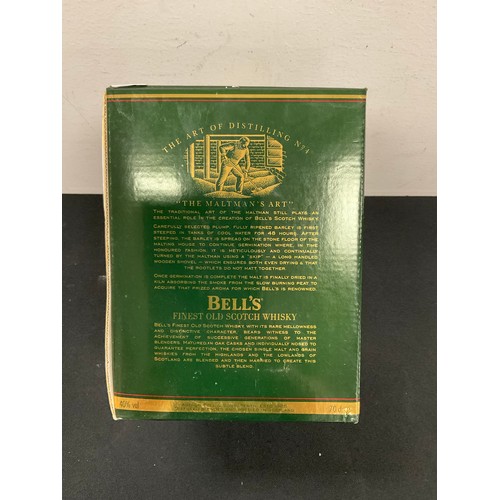 THE ART OF DISTILLING Nº4
"THE MALTMAN'S ART"
THE TRADITIONAL ART OF THE MALTMAN STILL PLAYS AN
ESSENTIAL ROLE IN THE CREATION OF BELL'S SCOTCH WHISKY
CAREFULLY SELECTED PLUMP, FULLY RIPENED BARLEY IS FIRST
STEEPED IN TANKS OF COOL WATER FOR 48 HOURS. AFTER
STEEPING, THE BARLEY IS SPREAD ON THE STONE FLOOR OF THE
MALTING HOUSE TO CONTINUE GERMINATION WHERE, IN TIME
HONOURED FASHION, IT IS METICULOUSLY AND CONTINUALLY
TURNED BY THE MALTMAN USING A "SKIP" – A LONG HANDLED
WOODEN SHOVEL – WHICH ENSURES BOTH EVEN DRYING & THAT
THE ROOTLETS DO NOT MATT TOGETHER.
ONCE GERMINATION IS COMPLETE THE MALT IS FINALLY DRIED IN A
KILN ABSORBING THE SMOKE FROM THE SLOW BURNING PEAT TO
ACQUIRE THAT PRIZED AROMA FOR WHICH BELL'S IS RENOWNED.
BELL'S
FINEST OLD SCOTCH WHISKY
BELL'S FINEST OLD SCOTCH WHISKY WITH ITS RARE MELLOWNESS
AND DISTINCTIVE CHARACTER BEARS WITNESS TO THE
ACHIEVEMENT OF SUCCESSIVE GENERATIONS OF MASTER
BLENDERS. MATURED IN OAK CASKS AND INDIVIDUALLY NOSED TO
GUARANTEE PERFECTION, THE CHOSEN SINGLE MALT AND GRAIN
WHISKIES FROM THE HIGHLANDS AND THE LOWLANDS OF
SCOTLAND ARE BLENDED AND THEN MARRIED TO CREATE THIS
SUBTLE BLEND.
40% vol